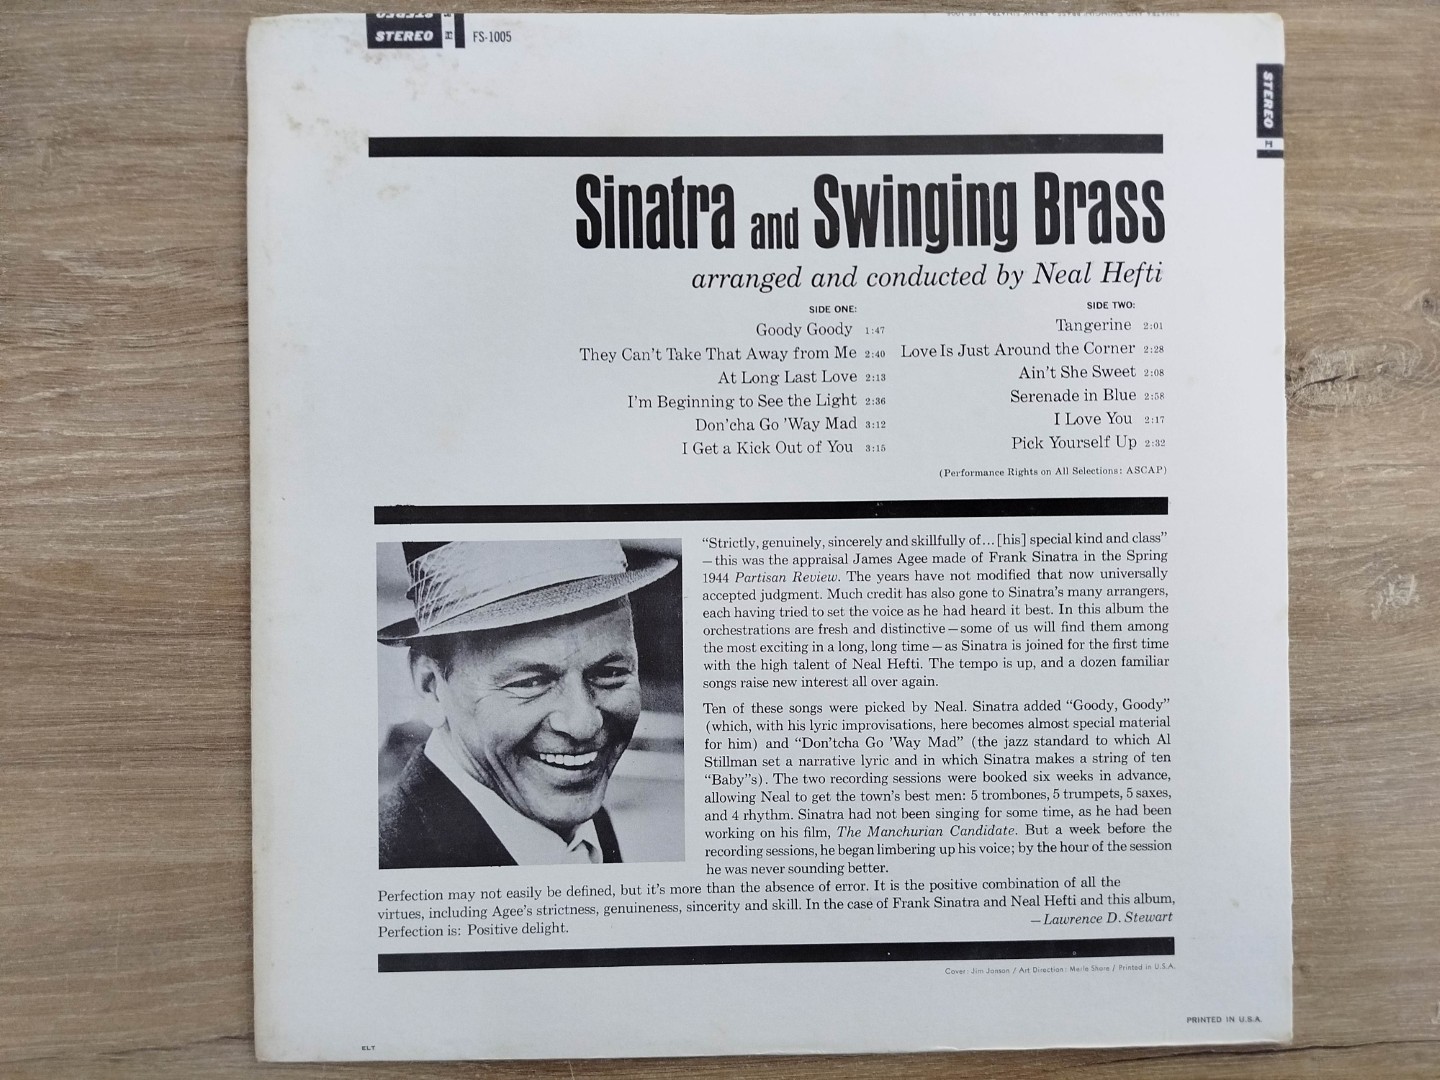 STEREO
FS-1005
STEREO
Sinatra and Swinging Brass
arranged and conducted by Neal Hefti
SIDE ONE:
Goody Goody 1:47
They Can't Take That Away from Me 2:40
At Long Last Love 2:13
I'm Beginning to See the Light 2:36
Don'cha Go 'Way Mad 3:12
I Get a Kick Out of You 3:15
SIDE TWO:
Tangerine 2:01
Love Is Just Around the Corner 2:28
Ain't She Sweet 2:08
Serenade in Blue 2:58
I Love You 2:17
Pick Yourself Up 2:32
(Performance Rights on All Selections: ASCAP)
"Strictly, genuinely, sincerely and skillfully of...[his] special kind and class"
—this was the appraisal James Agee made of Frank Sinatra in the Spring
1944 Partisan Review. The years have not modified that now universally
accepted judgment. Much credit has also gone to Sinatra's many arrangers,
each having tried to set the voice as he had heard it best. In this album the
orchestrations are fresh and distinctive—some of us will find them among
the most exciting in a long, long time—as Sinatra is joined for the first time
with the high talent of Neal Hefti. The tempo is up, and a dozen familiar
songs raise new interest all over again.
Ten of these songs were picked by Neal. Sinatra added "Goody, Goody"
(which, with his lyric improvisations, here becomes almost special material
for him) and "Don'tcha Go 'Way Mad" (the jazz standard to which Al
Stillman set a narrative lyric and in which Sinatra makes a string of ten
"Baby"s). The two recording sessions were booked six weeks in advance,
allowing Neal to get the town's best men: 5 trombones, 5 trumpets, 5 saxes,
and 4 rhythm. Sinatra had not been singing for some time, as he had been
working on his film, The Manchurian Candidate. But a week before the
recording sessions, he began limbering up his voice; by the hour of the session
he was never sounding better.
Perfection may not easily be defined, but it's more than the absence of error. It is the positive combination of all the
virtues, including Agee's strictness, genuineness, sincerity and skill. In the case of Frank Sinatra and Neal Hefti and this album,
Perfection is: Positive delight.
—Lawrence D. Stewart
Cover: Jim Jonson / Art Direction: Merle Shore / Printed in U.S.A.
PRINTED IN U.S.A.
ELT